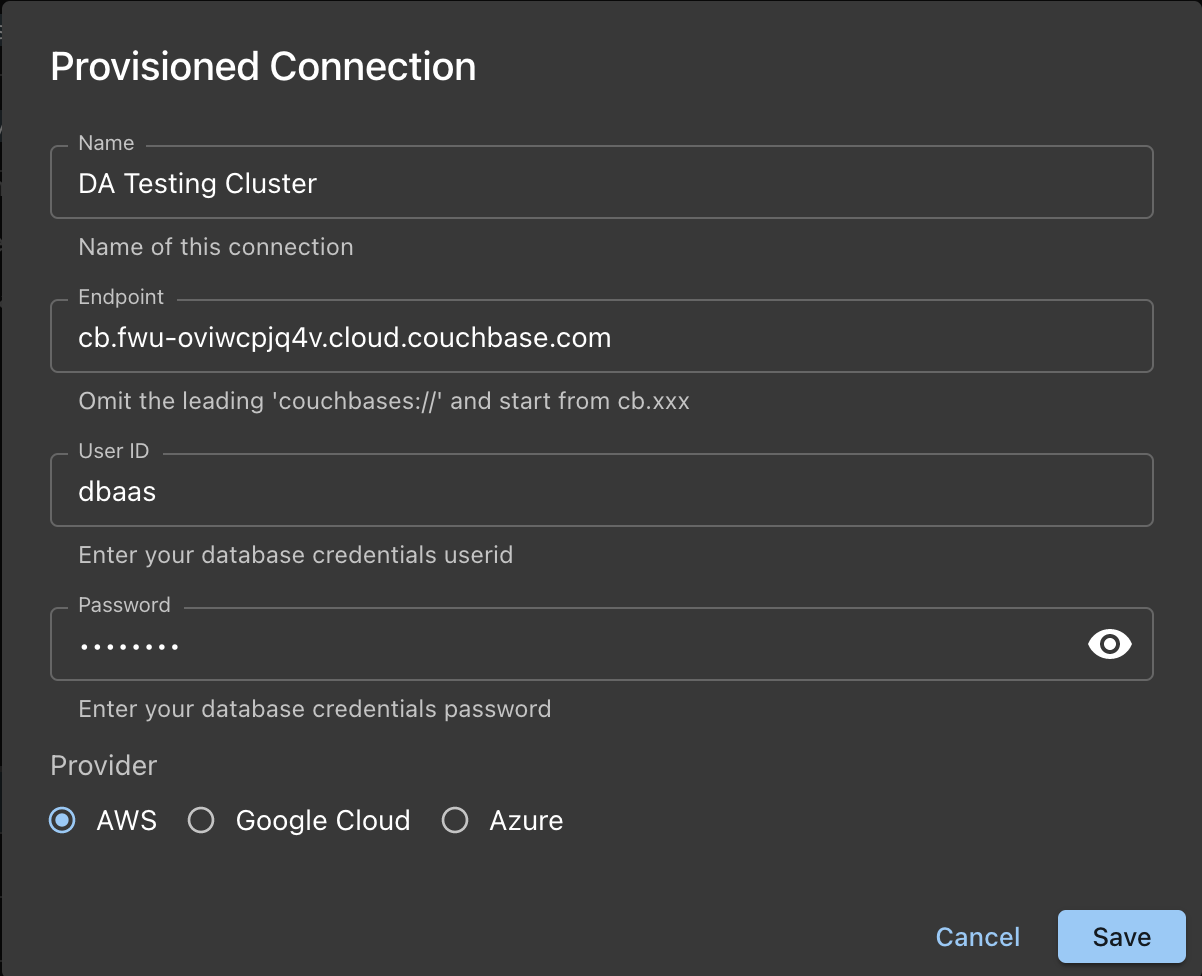 Provisioned Connection
Name
DA Testing Cluster
Name of this connection
Endpoint
cb.fwu-oviwcpjq4v.cloud.couchbase.com
Omit the leading 'couchbases://' and start from cb.xxx
User ID
dbaas
Enter your database credentials userid
Password
••••••••
Enter your database credentials password
Provider
AWS Google Cloud Azure
Cancel Save